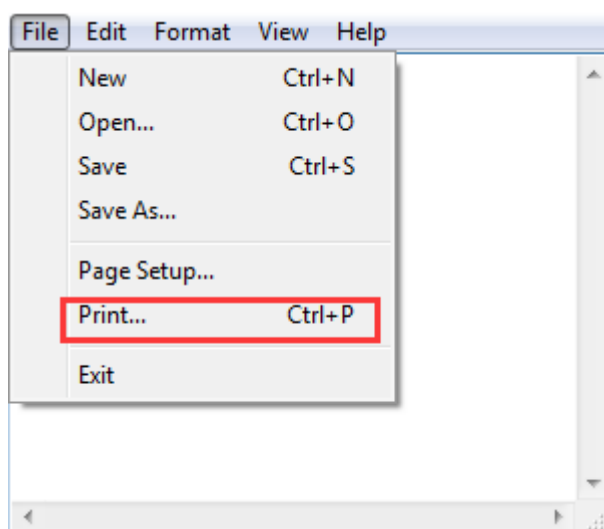 File Edit Format View Help
New Ctrl+N
Open... Ctrl+O
Save Ctrl+S
Save As...
Page Setup...
Print... Ctrl+P
Exit